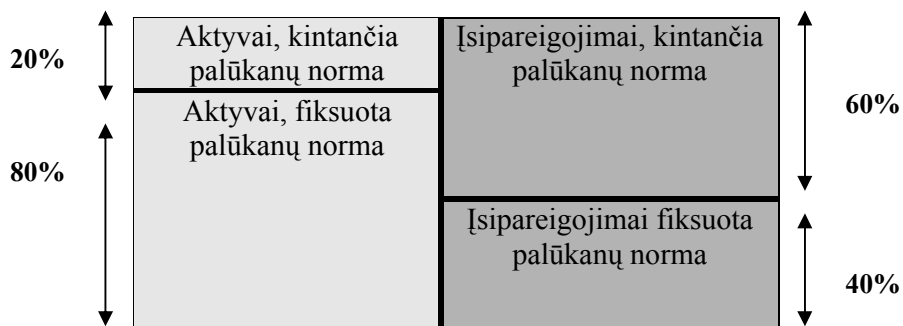 20%
Aktyvai, kintančia
palūkanų norma
Aktyvai, fiksuota
palūkanų norma
80%
Įsipareigojimai, kintančia
palūkanų norma
60%
Įsipareigojimai fiksuota
palūkanų norma
40%